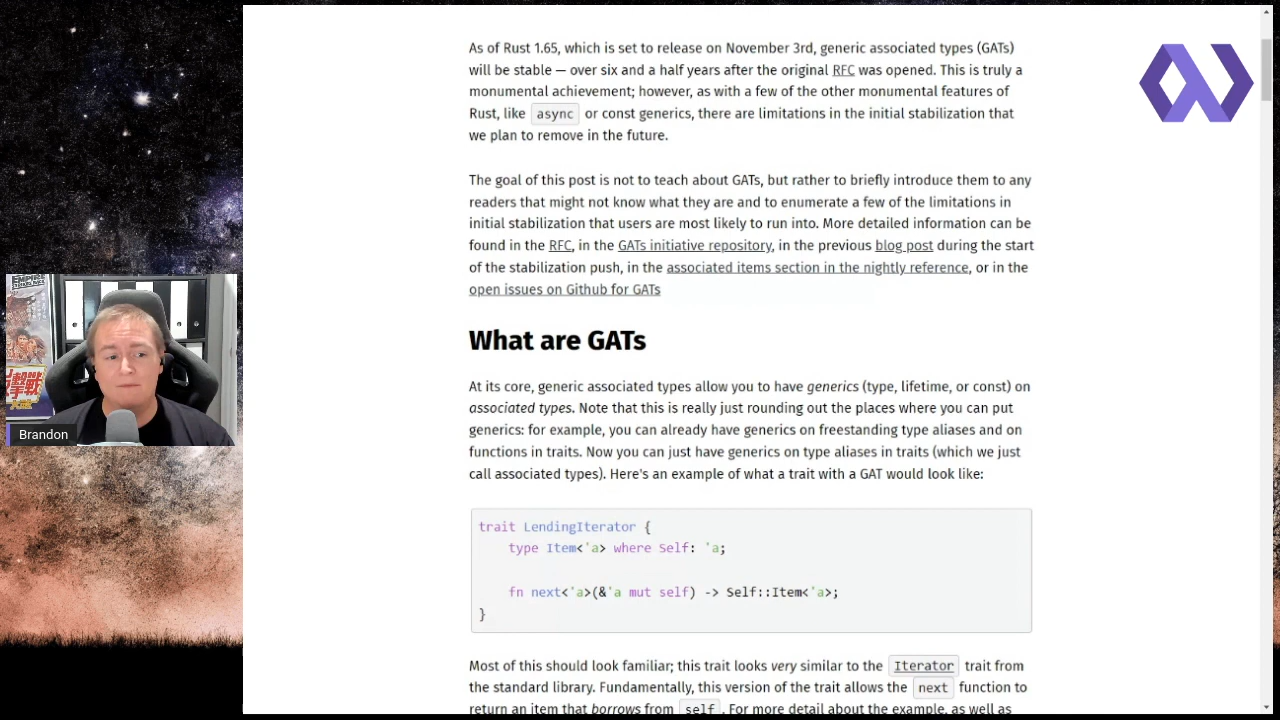 As of Rust 1.65, which is set to release on November 3rd, generic associated types (GATs)
will be stable — over six and a half years after the original RFC was opened. This is truly a
monumental achievement; however, as with a few of the other monumental features of
Rust, like async or const generics, there are limitations in the initial stabilization that
we plan to remove in the future.
The goal of this post is not to teach about GATs, but rather to briefly introduce them to any
readers that might not know what they are and to enumerate a few of the limitations in
initial stabilization that users are most likely to run into. More detailed information can be
found in the RFC, in the GATs initiative repository, in the previous blog post during the start
of the stabilization push, in the associated items section in the nightly reference, or in the
open issues on Github for GATs
What are GATs
At its core, generic associated types allow you to have generics (type, lifetime, or const) on
associated types. Note that this is really just rounding out the places where you can put
generics: for example, you can already have generics on freestanding type aliases and on
functions in traits. Now you can just have generics on type aliases in traits (which we just
call associated types). Here's an example of what a trait with a GAT would look like:
trait LendingIterator {
type Item<'a> where Self: 'a;
fn next<'a>(&'a mut self) -> Self::Item<'a>;
}
Most of this should look familiar; this trait looks very similar to the Iterator trait from
the standard library. Fundamentally, this version of the trait allows the next function to
return an item that borrows from self. For more detail about the example, as well as
Brandon